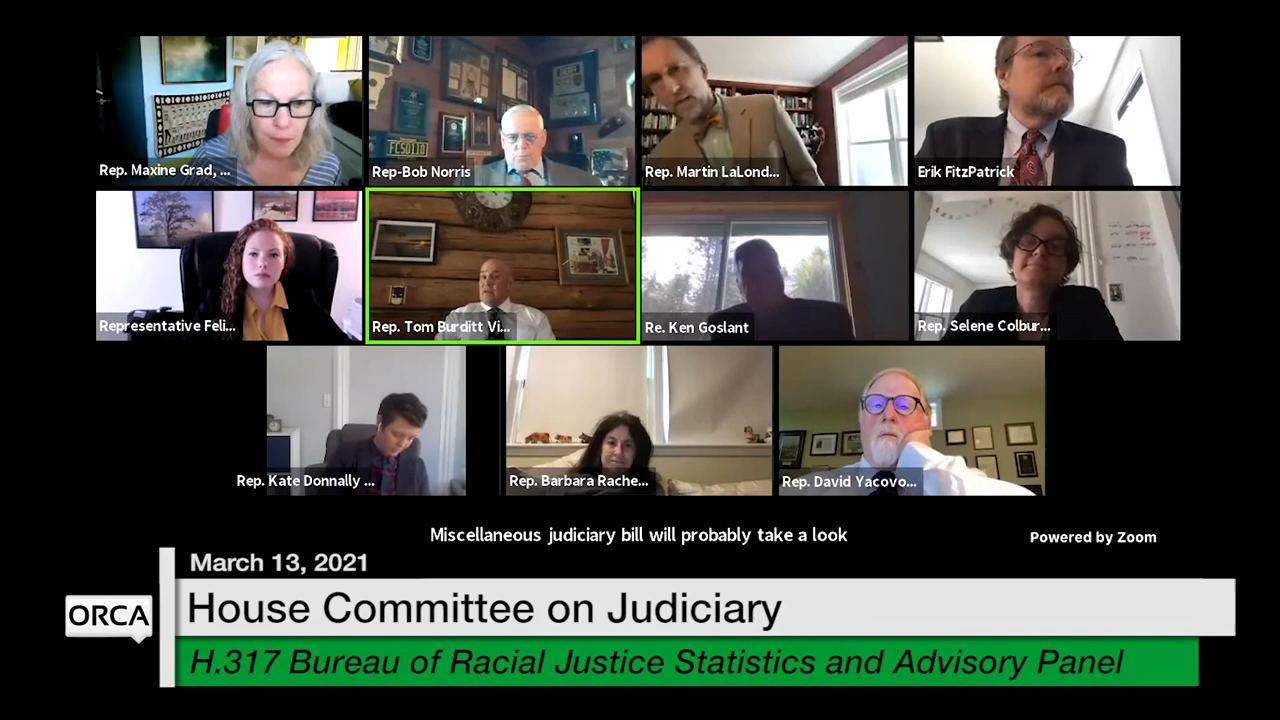 Rep. Maxine Grad, ...
Rep-Bob Norris
Rep. Martin LaLond...
Erik FitzPatrick
FCSO110
Representative Feli...
Rep. Tom Burditt Vi...
Re. Ken Goslant
Rep. Selene Colbur...
Rep. Kate Donnally ...
Rep. Barbara Rache...
Rep. David Yacovo...
Miscellaneous judiciary bill will probably take a look
Powered by Zoom
March 13, 2021
ORCA
House Committee on Judiciary
H.317 Bureau of Racial Justice Statistics and Advisory Panel